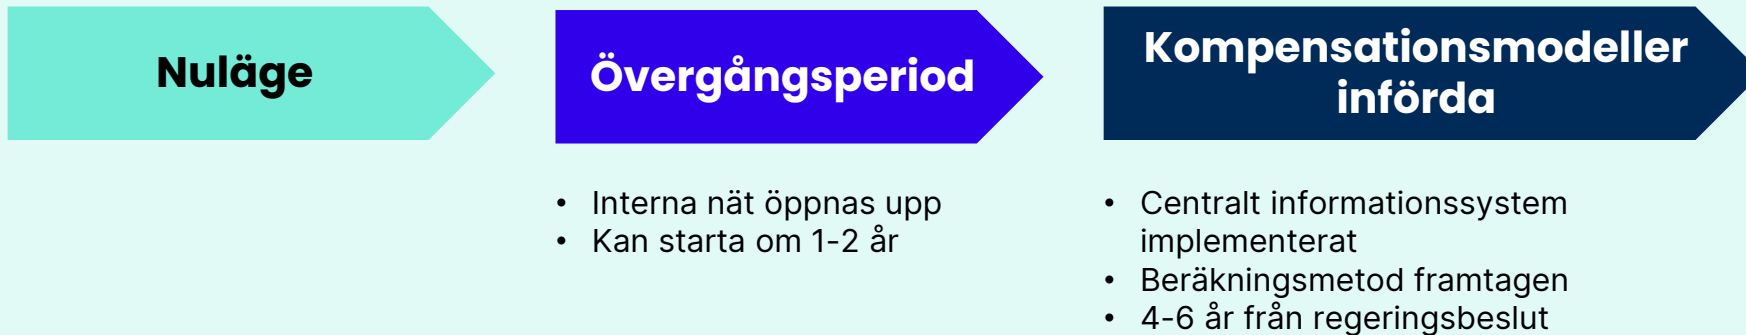 Nuläge
Övergångsperiod
• Interna nät öppnas upp
• Kan starta om 1-2 år
Kompensationsmodeller
införda
• Centralt informationssystem
implementerat
• Beräkningsmetod framtagen
• 4-6 år från regeringsbeslut